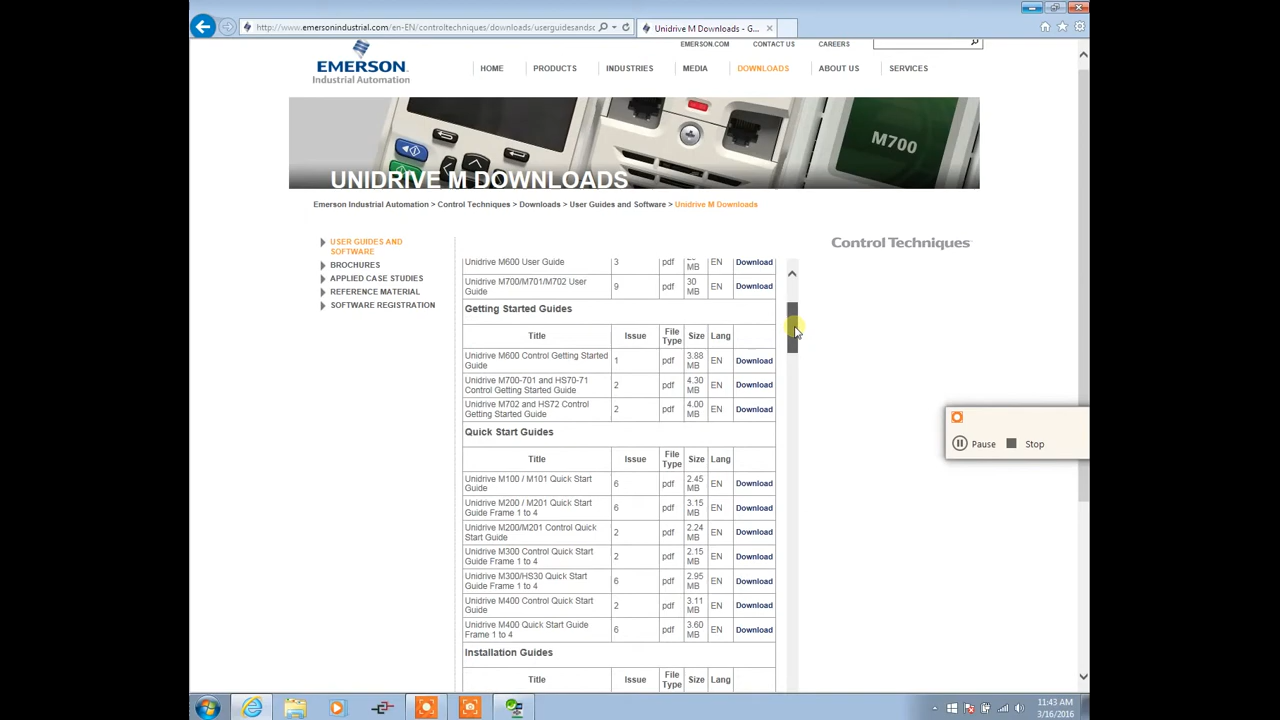 http://www.emersonindustrial.com/en-EN/controltechniques/downloads/userguidesandsc
Unidrive M Downloads - G...
EMERSON.COM CONTACT US CAREERS
EMERSON
Industrial Automation
HOME PRODUCTS INDUSTRIES MEDIA DOWNLOADS ABOUT US SERVICES
M700
UNIDRIVE M DOWNLOADS
Emerson Industrial Automation > Control Techniques > Downloads > User Guides and Software > Unidrive M Downloads
USER GUIDES AND
SOFTWARE
BROCHURES
APPLIED CASE STUDIES
REFERENCE MATERIAL
SOFTWARE REGISTRATION
Control Techniques
Unidrive M600 User Guide 3 pdf MB EN Download
Unidrive M700/M701/M702 User
Guide 9 pdf 30 MB EN Download
Getting Started Guides
Title Issue File Type Size Lang
Unidrive M600 Control Getting Started
Guide 1 pdf 3.88 MB EN Download
Unidrive M700-701 and HS70-71
Control Getting Started Guide 2 pdf 4.30 MB EN Download
Unidrive M702 and HS72 Control
Getting Started Guide 2 pdf 4.00 MB EN Download
Quick Start Guides
Title Issue File Type Size Lang
Unidrive M100 / M101 Quick Start
Guide 6 pdf 2.45 MB EN Download
Unidrive M200 / M201 Quick Start
Guide Frame 1 to 4 6 pdf 3.15 MB EN Download
Unidrive M200/M201 Control Quick
Start Guide 2 pdf 2.24 MB EN Download
Unidrive M300 Control Quick Start
Guide Frame 1 to 4 2 pdf 2.15 MB EN Download
Unidrive M300/HS30 Quick Start
Guide Frame 1 to 4 6 pdf 2.95 MB EN Download
Unidrive M400 Control Quick Start
Guide 2 pdf 3.11 MB EN Download
Unidrive M400 Quick Start Guide
Frame 1 to 4 6 pdf 3.60 MB EN Download
Installation Guides
Title Issue File Type Size Lang
Pause Stop
11:43 AM
3/16/2016